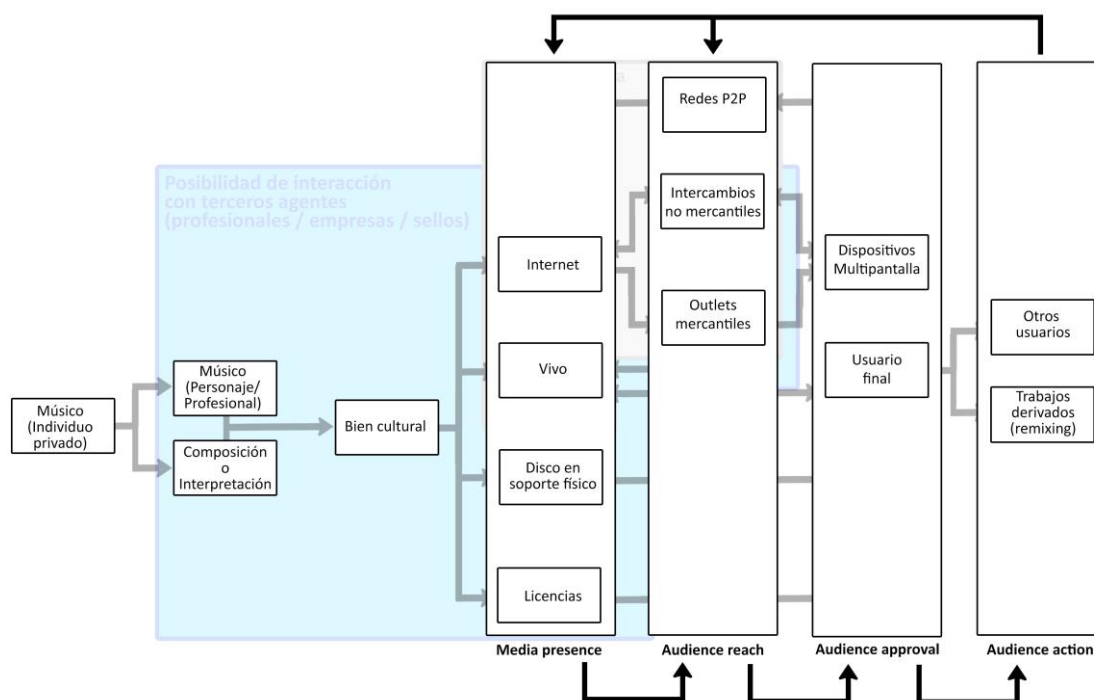 Redes P2P
Posibilidad de interacción
con terceros agentes
(profesionales / empresas / sellos)
Intercambios
no mercantiles
Internet
Dispositivos
Multipantalla
Outlets
mercantiles
Otros
usuarios
Músico
(Personaje/
Profesional)
Vivo
Usuario
final
Músico
(Individuo
privado)
Bien cultural
Trabajos
derivados
(remixing)
Composición
o
Interpretación
Disco en
soporte físico
Licencias
Media presence
Audience reach
Audience approval
Audience action